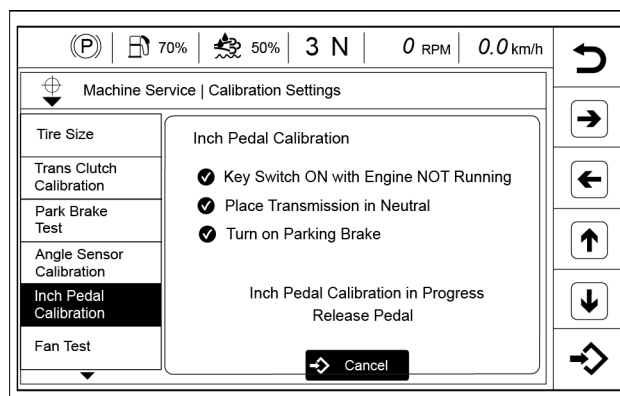 (P) 70% 50% 3 N 0 RPM 0.0 km/h
Machine Service | Calibration Settings
Tire Size
Trans Clutch
Calibration
Park Brake
Test
Angle Sensor
Calibration
Inch Pedal
Calibration
Fan Test
Inch Pedal Calibration
Key Switch ON with Engine NOT Running
Place Transmission in Neutral
Turn on Parking Brake
Inch Pedal Calibration in Progress
Release Pedal
Cancel